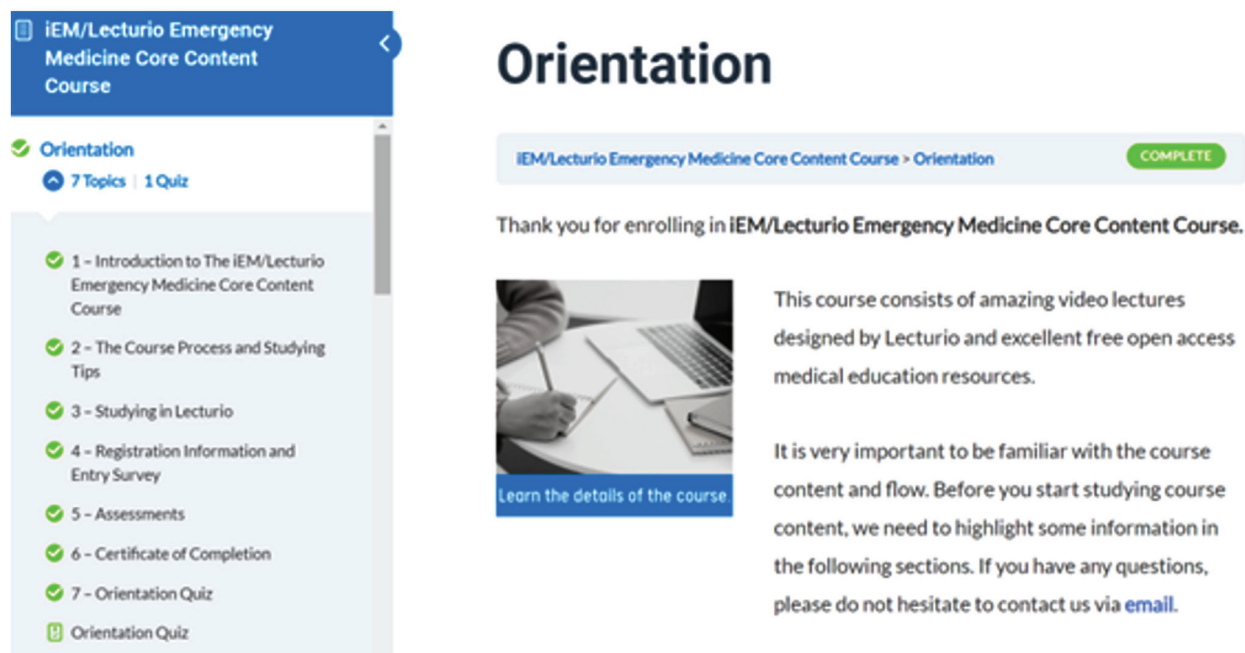 iEM/Lecturio Emergency
Medicine Core Content
Course
Orientation
7 Topics | 1 Quiz
1 – Introduction to The iEM/Lecturio
Emergency Medicine Core Content
Course
2 – The Course Process and Studying
Tips
3 – Studying in Lecturio
4 – Registration Information and
Entry Survey
5 – Assessments
6 – Certificate of Completion
7 – Orientation Quiz
Orientation Quiz
Orientation
iEM/Lecturio Emergency Medicine Core Content Course > Orientation
COMPLETE
Thank you for enrolling in iEM/Lecturio Emergency Medicine Core Content Course.
Learn the details of the course.
This course consists of amazing video lectures
designed by Lecturio and excellent free open access
medical education resources.
It is very important to be familiar with the course
content and flow. Before you start studying course
content, we need to highlight some information in
the following sections. If you have any questions,
please do not hesitate to contact us via email.